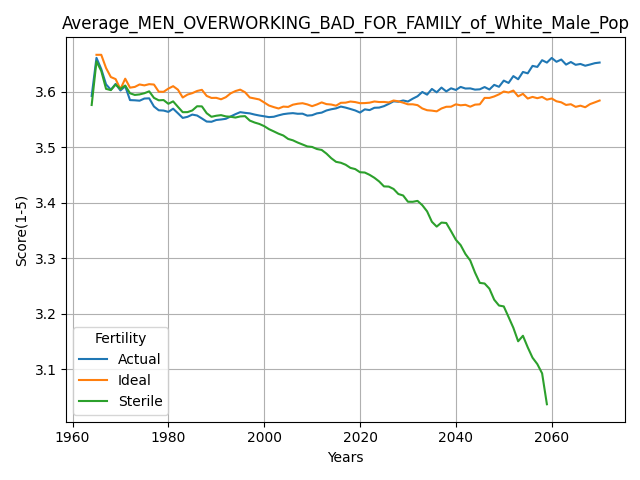 Average_MEN_OVERWORKING_BAD_FOR_FAMILY_of_White_Male_Pop
Score(1-5)
3.6
3.5
3.4
3.3
3.2
3.1
Fertility
Actual
Ideal
Sterile
1960 1980 2000 2020 2040 2060
Years